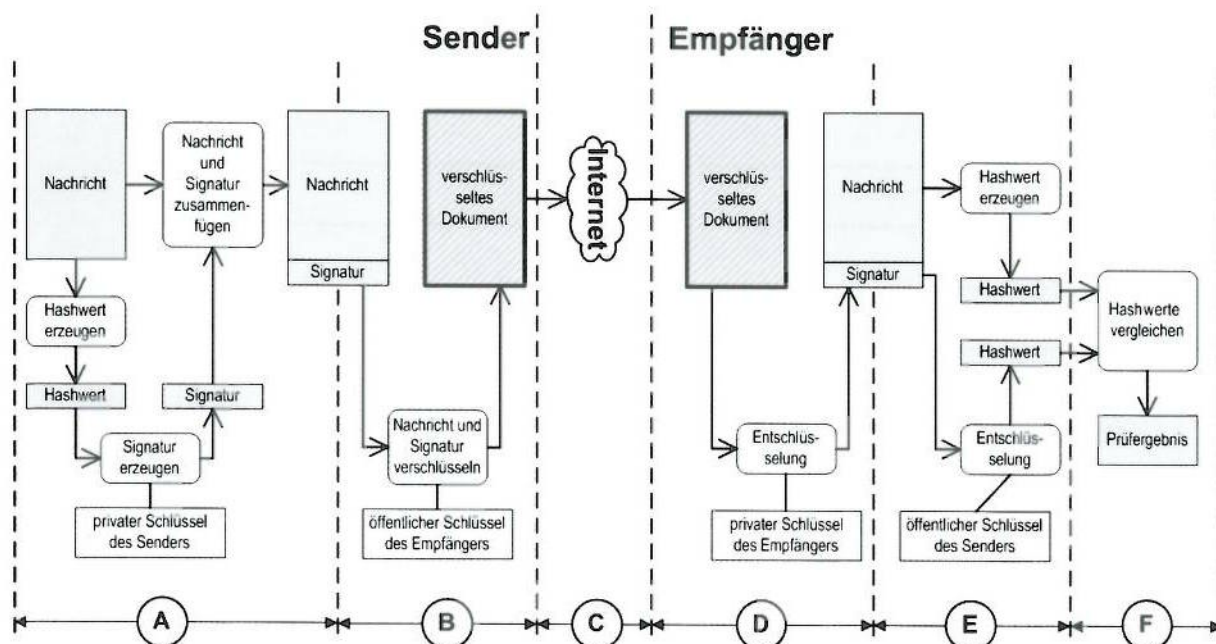 Sender
Empfänger
Nachricht
Nachricht
und
Signatur
zusammen-
fügen
Nachricht
Signatur
verschlüs-
seltes
Dokument
Internet
verschlüs-
seltes
Dokument
Nachricht
Signatur
Hashwert
erzeugen
Hashwert
Hashwert
Hashwerte
vergleichen
Prüfergebnis
Hashwert
erzeugen
Hashwert
Signatur
Signatur
erzeugen
privater Schlüssel
des Senders
Nachricht und
Signatur
verschlüsseln
öffentlicher Schlüssel
des Empfängers
Entschlüs-
selung
privater Schlüssel
des Empfängers
Entschlüs-
selung
öffentlicher Schlüssel
des Senders
A
B
C
D
E
F